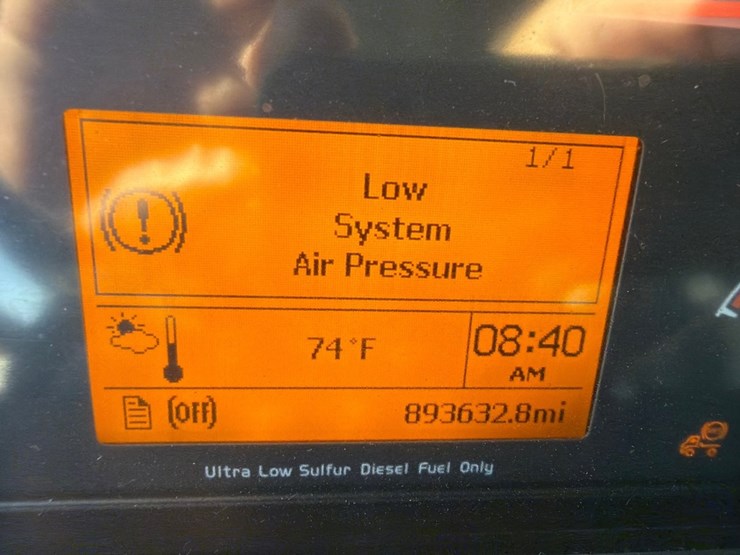 1/1
Low
System
Air Pressure
74°F
08:40
AM
(off)
893632.8mi
Ultra Low Sulfur Diesel Fuel Only